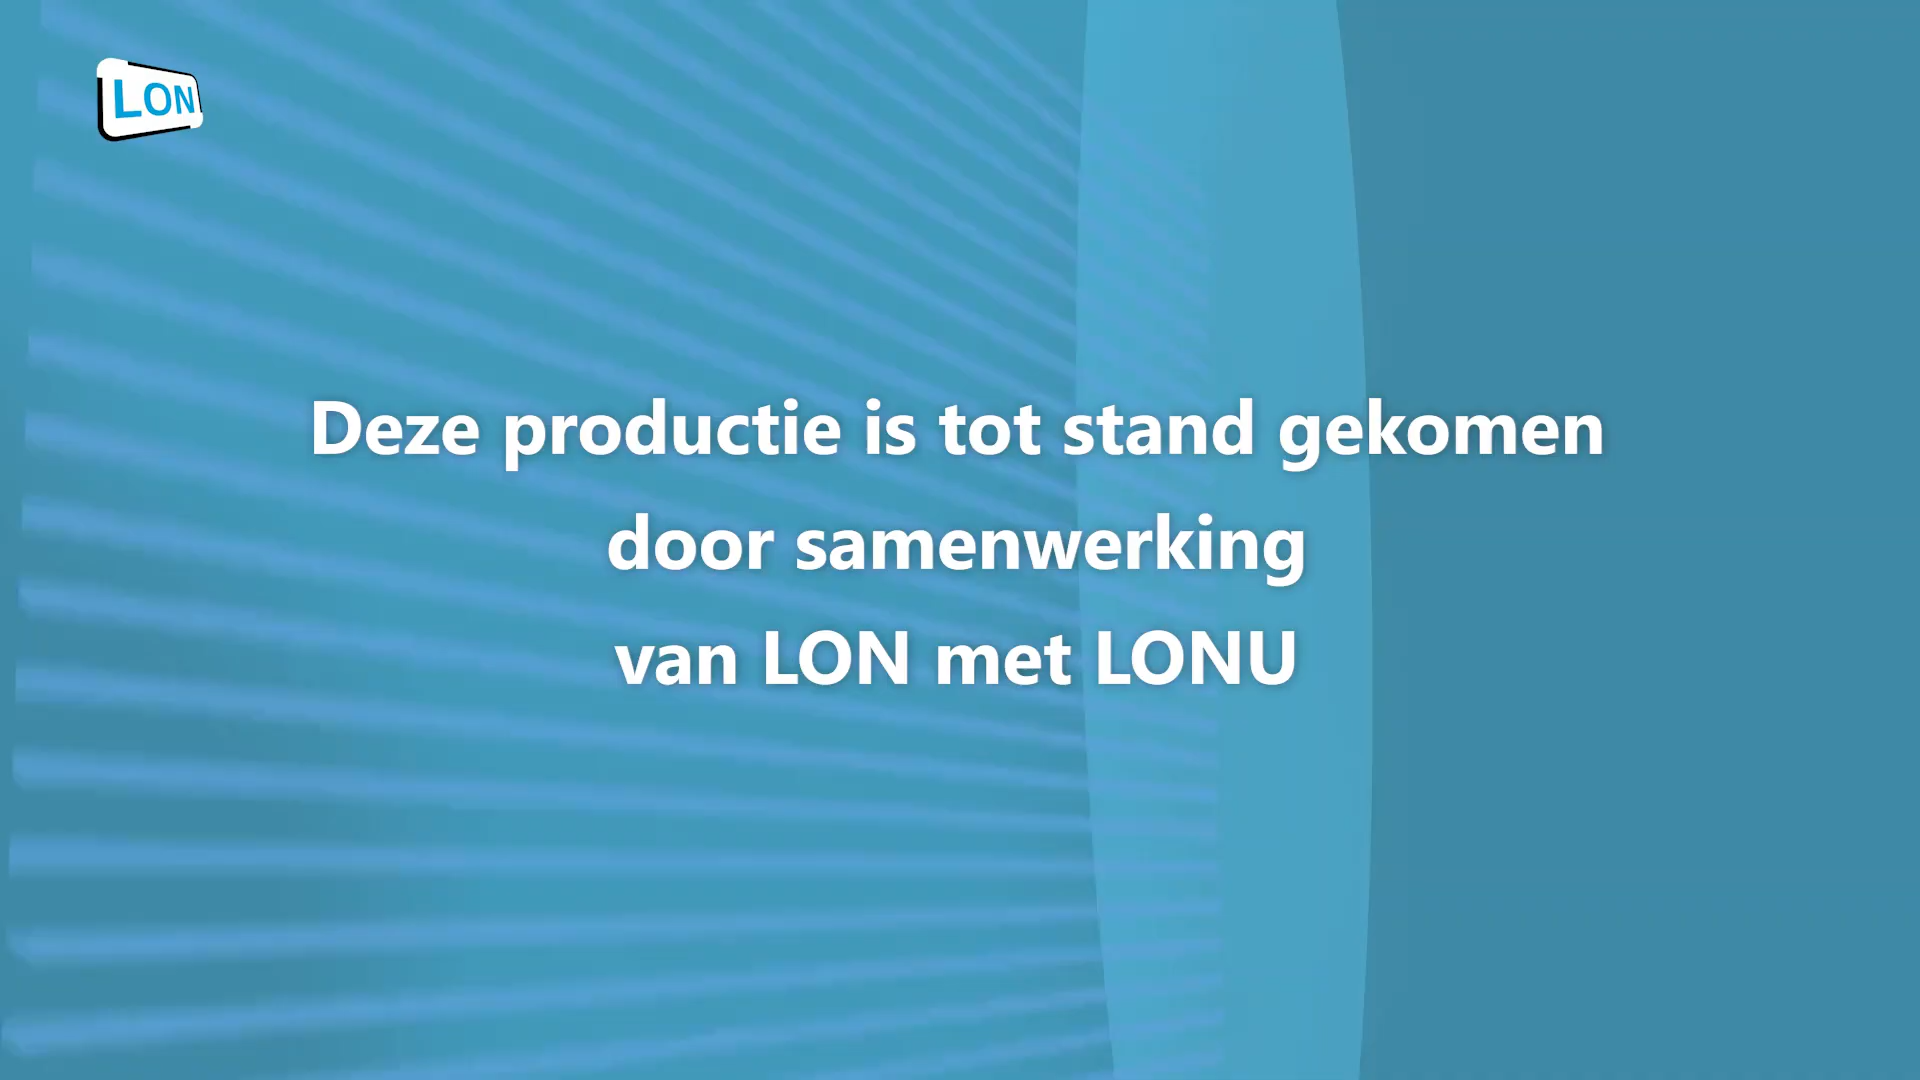 LON
Deze productie is tot stand gekomen
door samenwerking
van LON met LONU